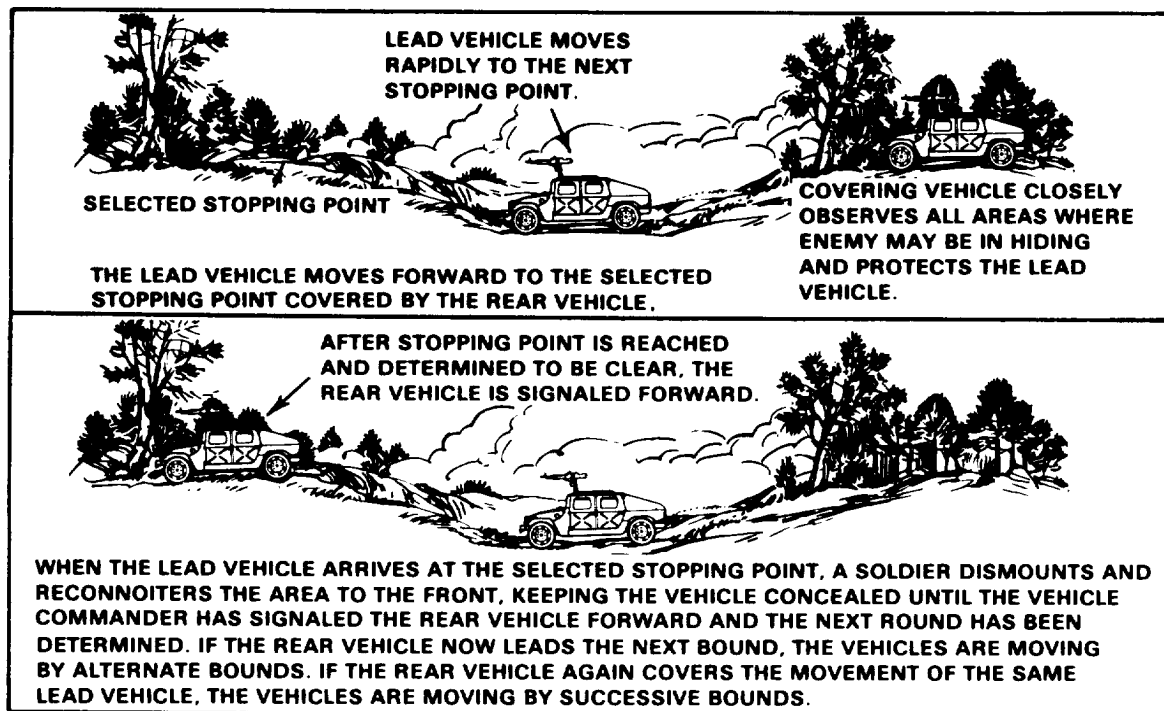 LEAD VEHICLE MOVES
RAPIDLY TO THE NEXT
STOPPING POINT.
SELECTED STOPPING POINT
COVERING VEHICLE CLOSELY
OBSERVES ALL AREAS WHERE
ENEMY MAY BE IN HIDING
AND PROTECTS THE LEAD
VEHICLE.
THE LEAD VEHICLE MOVES FORWARD TO THE SELECTED
STOPPING POINT COVERED BY THE REAR VEHICLE.
AFTER STOPPING POINT IS REACHED
AND DETERMINED TO BE CLEAR, THE
REAR VEHICLE IS SIGNALED FORWARD.
WHEN THE LEAD VEHICLE ARRIVES AT THE SELECTED STOPPING POINT, A SOLDIER DISMOUNTS AND
RECONNOITERS THE AREA TO THE FRONT, KEEPING THE VEHICLE CONCEALED UNTIL THE VEHICLE
COMMANDER HAS SIGNALED THE REAR VEHICLE FORWARD AND THE NEXT ROUND HAS BEEN
DETERMINED. IF THE REAR VEHICLE NOW LEADS THE NEXT BOUND, THE VEHICLES ARE MOVING
BY ALTERNATE BOUNDS. IF THE REAR VEHICLE AGAIN COVERS THE MOVEMENT OF THE SAME
LEAD VEHICLE, THE VEHICLES ARE MOVING BY SUCCESSIVE BOUNDS.